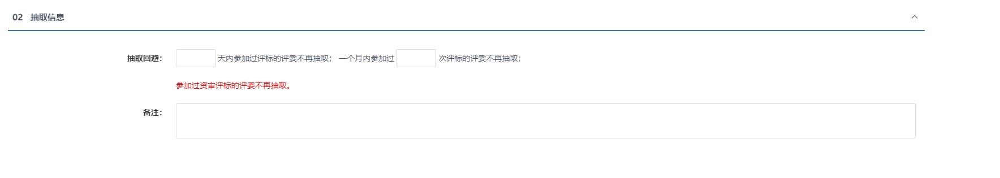 02 抽取信息
抽取回避： 天内参加过评标的评委不再抽取； 一个月内参加过 次评标的评委不再抽取；
参加过资审评标的评委不再抽取。
备注：